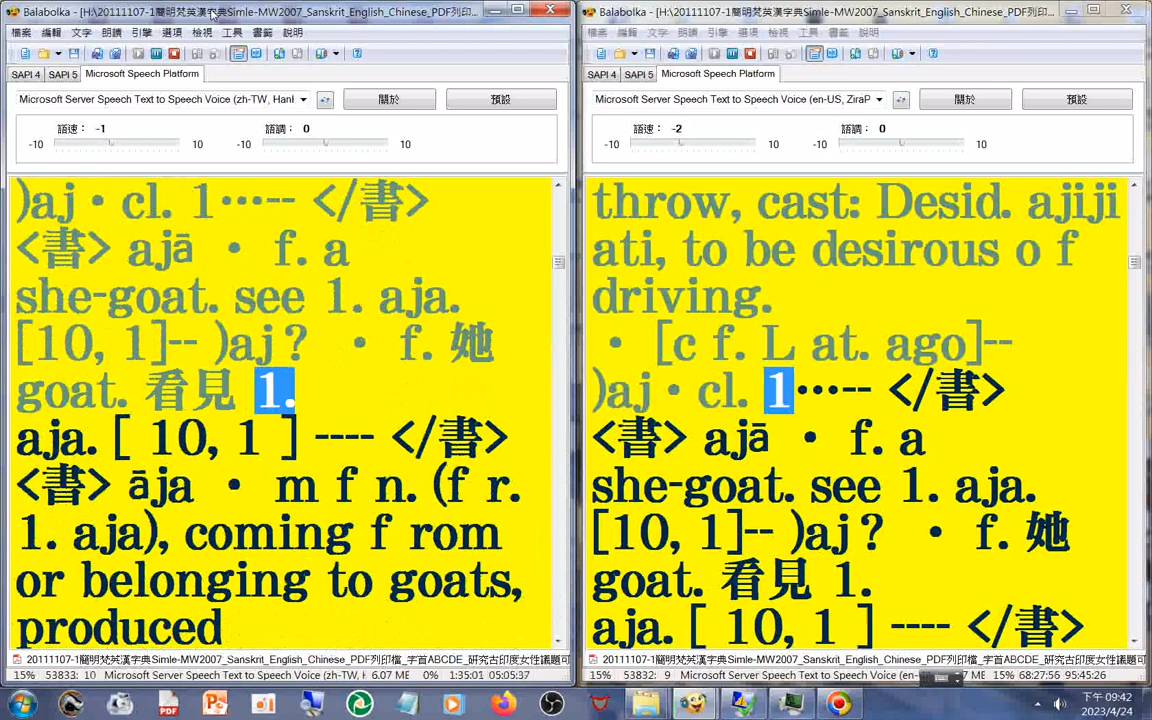 Balabolka - [H:\20111107-1簡明梵英漢字典Simle-MW2007_Sanskrit_English_Chinese_PDF列印...
檔案 編輯 文字 朗讀 引擎 選項 檢視 工具 書籤 說明
SAPI 4 SAPI 5 Microsoft Speech Platform
Microsoft Server Speech Text to Speech Voice (zh-TW, HanH 關於 預設
語速： -1 語調： 0
-10 10 -10 10
)aj • cl. 1⋯-- </書>
<書> ajā • f. a
she-goat. see 1. aja.
[10, 1]-- )aj？ • f. 她
goat. 看見 1.
aja. [ 10, 1 ] ---- </書>
<書> āja • m f n. (f r.
1. aja), coming f rom
or belonging to goats,
produced
20111107-1簡明梵英漢字典Simle-MW2007_Sanskrit_English_Chinese_PDF列印檔_字首ABCDE_研究古印度女性議題可
15% 53833: 10 Microsoft Server Speech Text to Speech Voice (zh-TW, H 6.07 ME 0% 1:35:01 05:05:37
Balabolka - [H:\20111107-1簡明梵英漢字典Simle-MW2007_Sanskrit_English_Chinese_PDF列印...
檔案 編輯 文字 朗讀 引擎 選項 檢視 工具 書籤 說明
SAPI 4 SAPI 5 Microsoft Speech Platform
Microsoft Server Speech Text to Speech Voice (en-US, ZiraP 關於 預設
語速： -2 語調： 0
-10 10 -10 10
throw, cast: Desid. ajiji
ati, to be desirous o f
driving.
• [c f. L at. ago]--
)aj • cl. 1⋯-- </書>
<書> ajā • f. a
she-goat. see 1. aja.
[10, 1]-- )aj？ • f. 她
goat. 看見 1.
aja. [ 10, 1 ] ---- </書>
20111107-1簡明梵英漢字典Simle-MW2007_Sanskrit_English_Chinese_PDF列印檔_字首ABCDE_研究古印度女性議題可
15% 53832: 9 Microsoft Server Speech Text to Speech Voice (en-US 15% 68:27:56 95:45:26
PDF
下午 09:42
2023/4/24